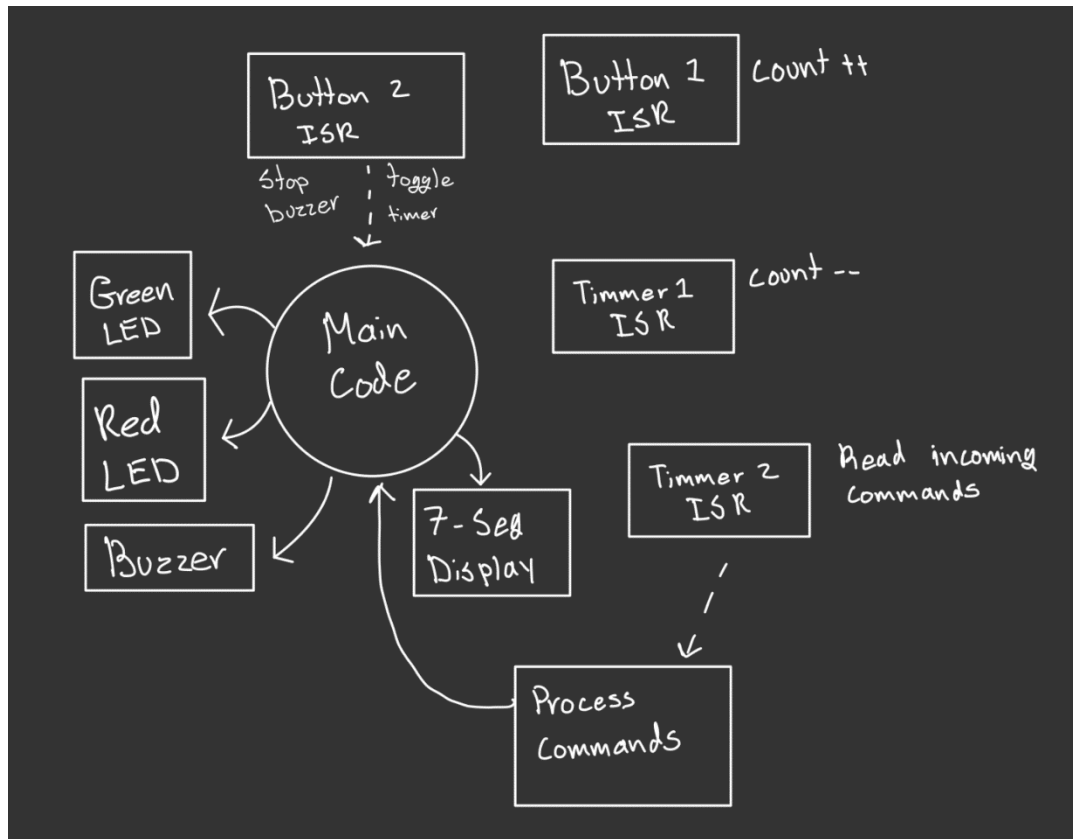 Button 2
ISR
Button 1
ISR
Count ++
Stop
buzzer
toggle
timer
Green
LED
Main
Code
Timmer 1
ISR
Count --
Red
LED
Timmer 2
ISR
Read incoming
Commands
7-Seg
Display
Buzzer
Process
Commands